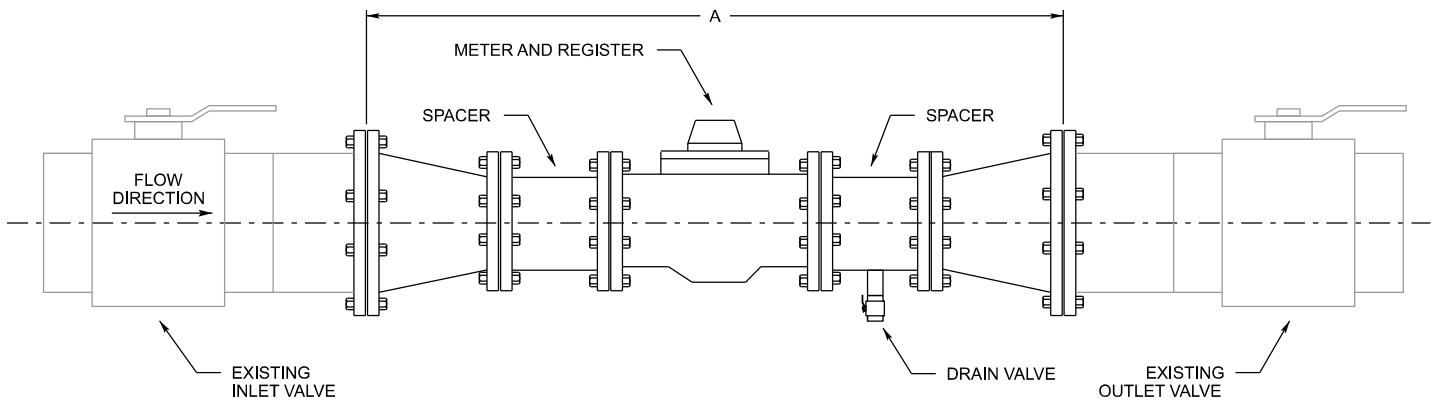 A
METER AND REGISTER
SPACER
SPACER
FLOW
DIRECTION
EXISTING
INLET VALVE
DRAIN VALVE
EXISTING
OUTLET VALVE